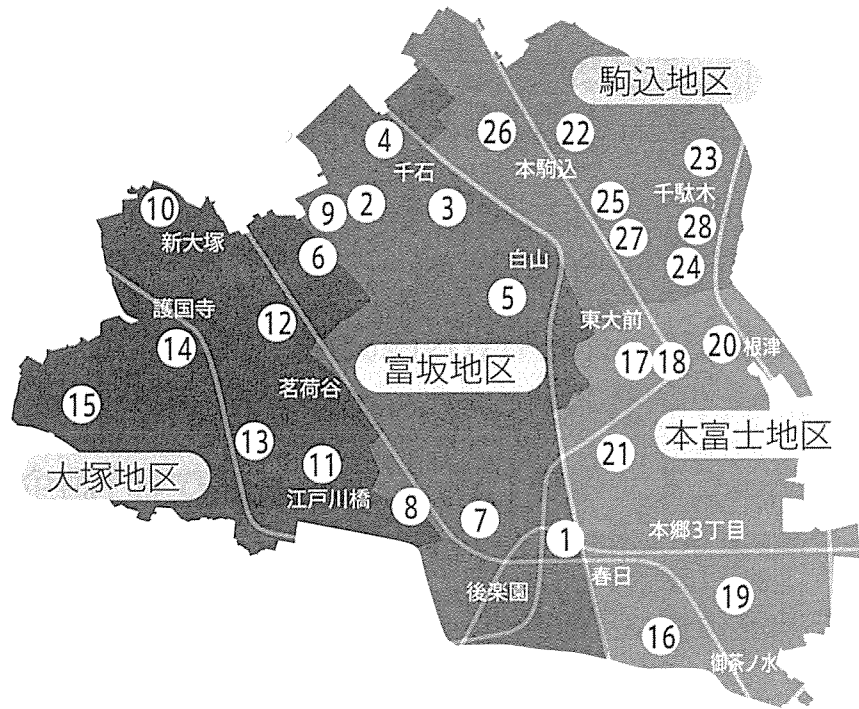 駒込地区
4
26
22
千石
本駒込
23
10
9
2
3
25
千駄木
新大塚
27
28
6
白山
24
5
護国寺
12
東大前
14
17
18
20
根津
富坂地区
茗荷谷
15
13
本富士地区
11
21
大塚地区
江戸川橋
8
7
1
本郷3丁目
後楽園
春日
19
16
御茶ノ水